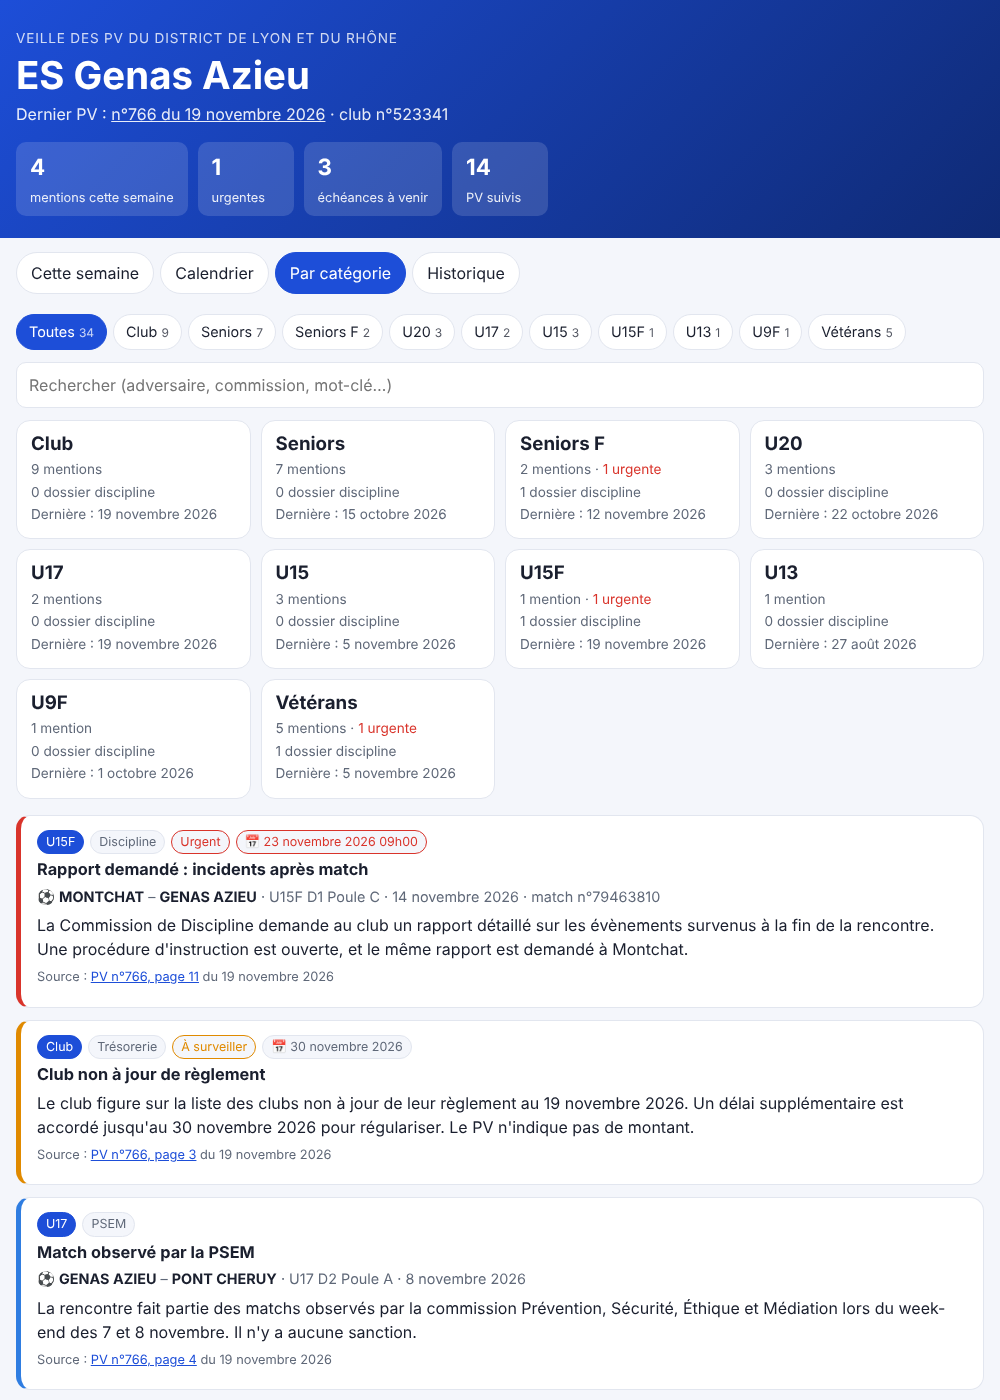 VEILLE DES PV DU DISTRICT DE LYON ET DU RHÔNE
ES Genas Azieu
Dernier PV : n°766 du 19 novembre 2026 · club n°523341
4
mentions cette semaine
1
urgentes
3
échéances à venir
14
PV suivis
Cette semaine
Calendrier
Par catégorie
Historique
Toutes 34
Club 9
Seniors 7
Seniors F 2
U20 3
U17 2
U15 3
U15F 1
U13 1
U9F 1
Vétérans 5
Rechercher (adversaire, commission, mot-clé...)
Club
9 mentions
0 dossier discipline
Dernière : 19 novembre 2026
Seniors
7 mentions
0 dossier discipline
Dernière : 15 octobre 2026
Seniors F
2 mentions · 1 urgente
1 dossier discipline
Dernière : 12 novembre 2026
U20
3 mentions
0 dossier discipline
Dernière : 22 octobre 2026
U17
2 mentions
0 dossier discipline
Dernière : 19 novembre 2026
U15
3 mentions
0 dossier discipline
Dernière : 5 novembre 2026
U15F
1 mention · 1 urgente
1 dossier discipline
Dernière : 19 novembre 2026
U13
1 mention
0 dossier discipline
Dernière : 27 août 2026
U9F
1 mention
0 dossier discipline
Dernière : 1 octobre 2026
Vétérans
5 mentions · 1 urgente
1 dossier discipline
Dernière : 5 novembre 2026
U15F Discipline Urgent 📅 23 novembre 2026 09h00
Rapport demandé : incidents après match
⚽ MONTCHAT – GENAS AZIEU · U15F D1 Poule C · 14 novembre 2026 · match n°79463810
La Commission de Discipline demande au club un rapport détaillé sur les évènements survenus à la fin de la rencontre.
Une procédure d'instruction est ouverte, et le même rapport est demandé à Montchat.
Source : PV n°766, page 11 du 19 novembre 2026
Club Trésorerie À surveiller 📅 30 novembre 2026
Club non à jour de règlement
Le club figure sur la liste des clubs non à jour de leur règlement au 19 novembre 2026. Un délai supplémentaire est
accordé jusqu'au 30 novembre 2026 pour régulariser. Le PV n'indique pas de montant.
Source : PV n°766, page 3 du 19 novembre 2026
U17 PSEM
Match observé par la PSEM
⚽ GENAS AZIEU – PONT CHERUY · U17 D2 Poule A · 8 novembre 2026
La rencontre fait partie des matchs observés par la commission Prévention, Sécurité, Éthique et Médiation lors du week-
end des 7 et 8 novembre. Il n'y a aucune sanction.
Source : PV n°766, page 4 du 19 novembre 2026